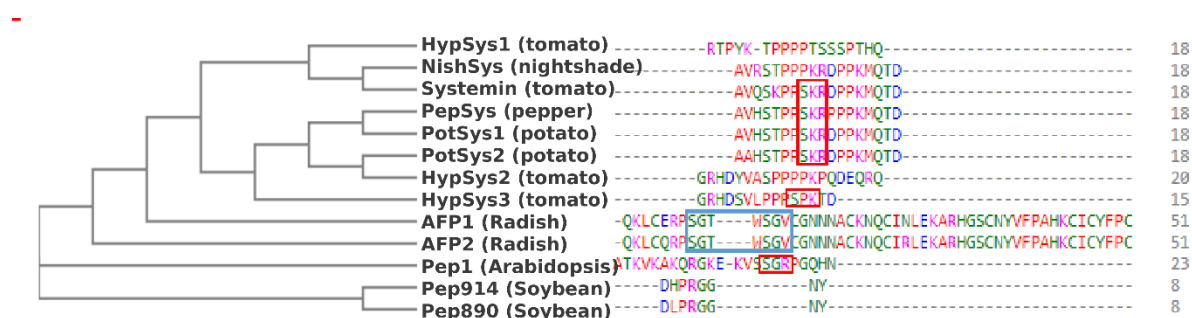 HypSys1 (tomato) ----------RTPYK-TPPPPTSSSPTHQ---------------------------- 18
NishSys (nightshade) -------------AVRSTPPPKRDPPKMQTD-------------------------- 18
Systemin (tomato) -------------AVQSKPPSKRDPPKMQTD-------------------------- 18
PepSys (pepper) -------------AVHSTPPSKRPPPKMQTD-------------------------- 18
PotSys1 (potato) -------------AVHSTPPSKRDPPKMQTD-------------------------- 18
PotSys2 (potato) -------------AAHSTPPSKRDPPKMQTD-------------------------- 18
HypSys2 (tomato) ---------GRHDYVASPPPPKPQDEQRQ---------------------------- 20
HypSys3 (tomato) ---------GRHDSVLPPPSPKTD--------------------------------- 15
AFP1 (Radish) -QKLCERPSGT----WSGVCGNNNACKNQCINLEKARHGSCNYVFPAHKCICYFPC 51
AFP2 (Radish) -QKLCQRPSGT----WSGVCGNNNACKNQCIRLEKARHGSCNYVFPAHKCICYFPC 51
Pep1 (Arabidopsis) ATKVKAKQRGKE-KVSSGRPGQHN--------------------------------- 23
Pep914 (Soybean) -----DHPRGG NY---------------------------------- 8
Pep890 (Soybean) -----DLPRGG NY---------------------------------- 8